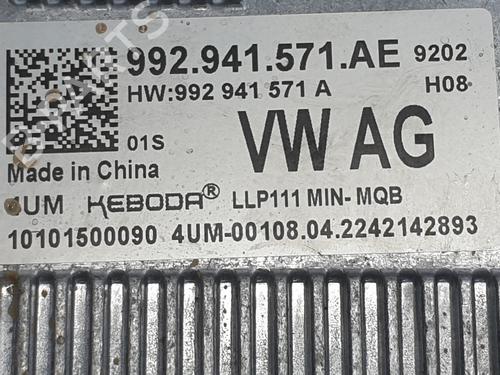 992.941.571.AE 9202
HW:992 941 571 A H08
01S VW AG
Made in China
4UM KEBODA® LLP111 MIN-MQB
10101500090 4UM-00108.04.2242142893